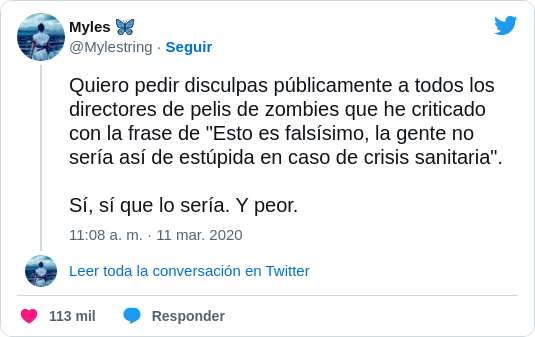 Myles 🦋
@Mylestring · Seguir
Quiero pedir disculpas públicamente a todos los
directores de pelis de zombies que he criticado
con la frase de "Esto es falsísimo, la gente no
sería así de estúpida en caso de crisis sanitaria".
Sí, sí que lo sería. Y peor.
11:08 a. m. · 11 mar. 2020
Leer toda la conversación en Twitter
113 mil Responder